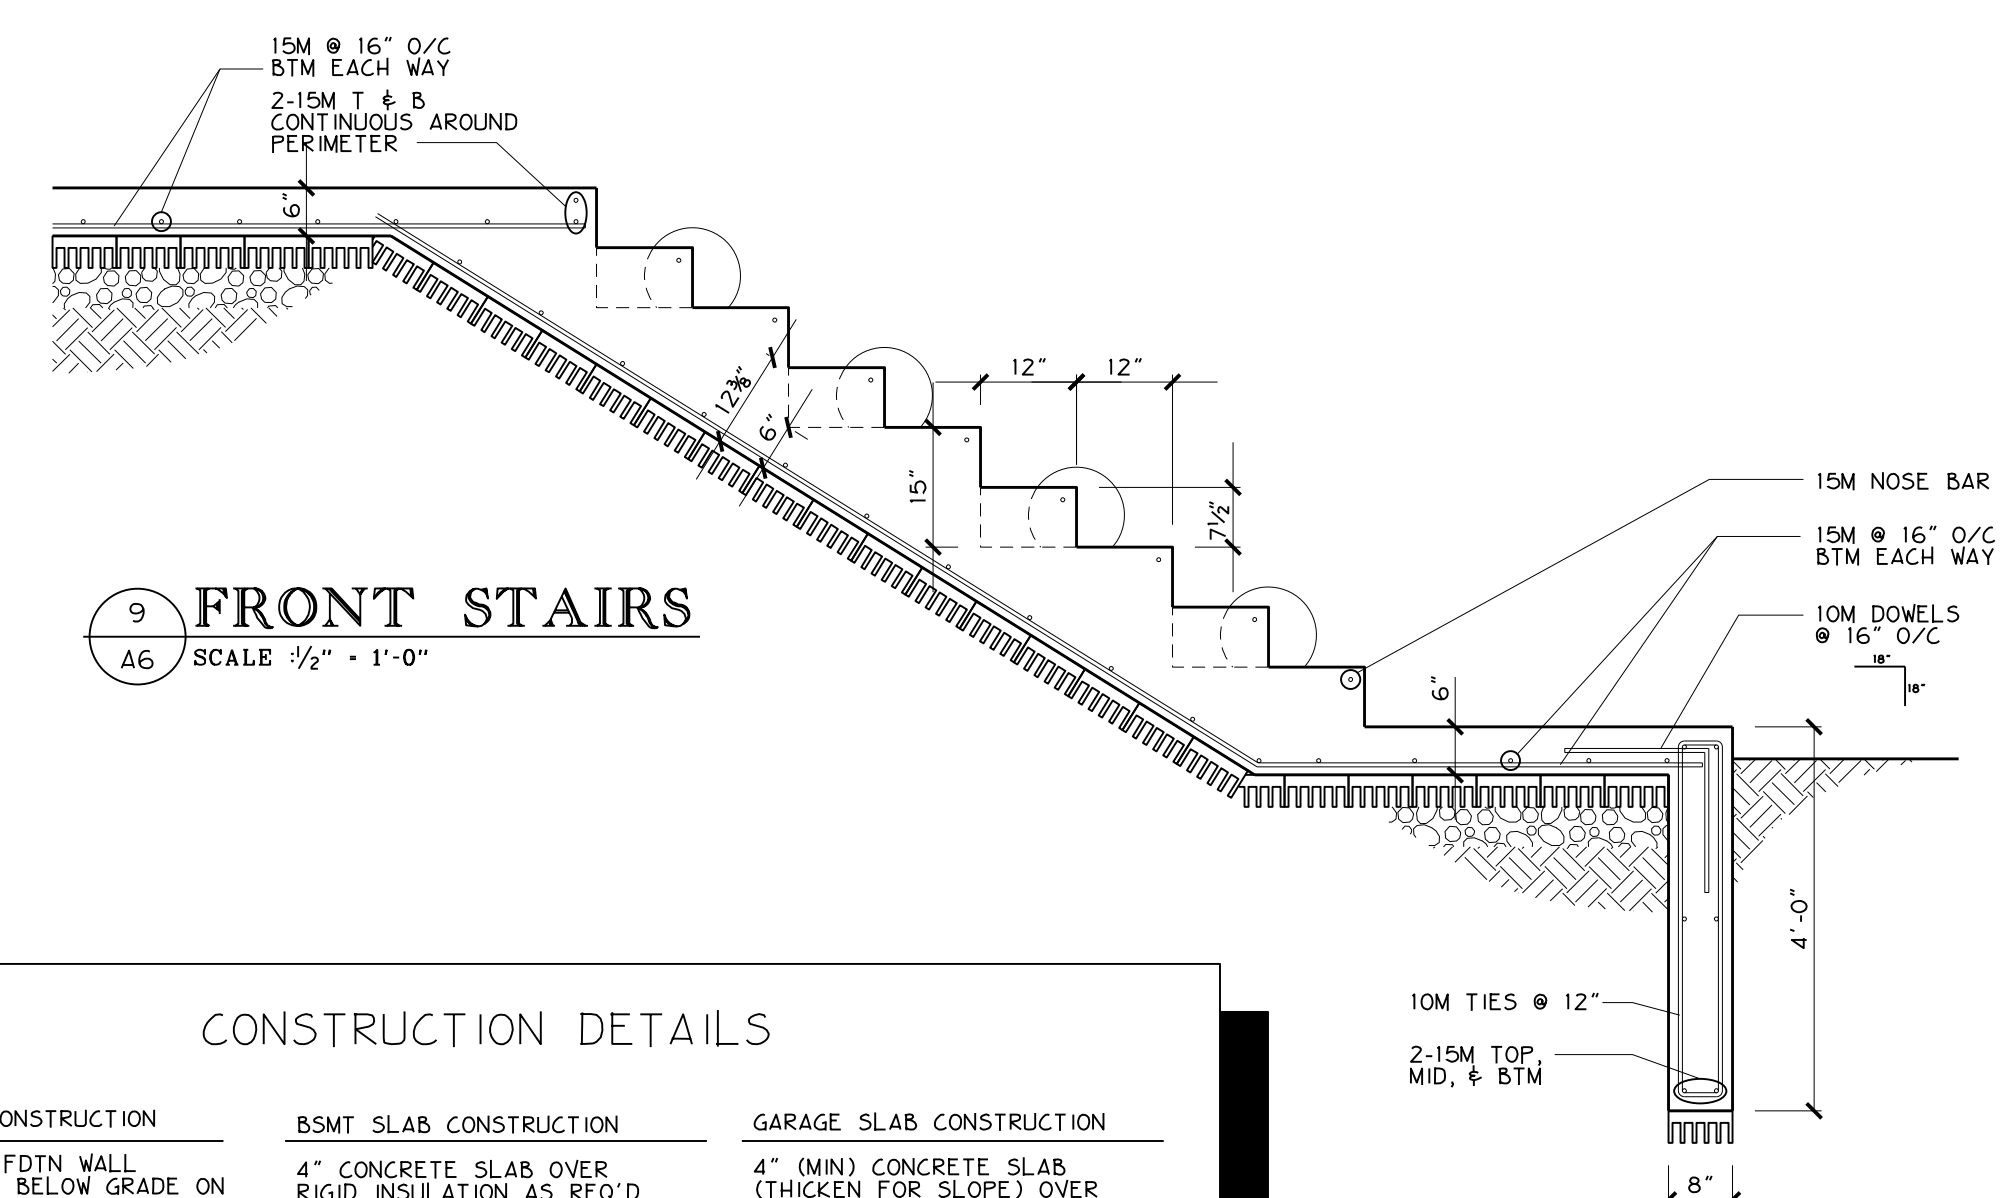 15M @ 16" O/C
BTM EACH WAY
2-15M T & B
CONTINUOUS AROUND
PERIMETER
6"
12⅜"
6"
15"
12"
12"
7½"
15M NOSE BAR
15M @ 16" O/C
BTM EACH WAY
10M DOWELS
@ 16" O/C
18"
18"
6"
9
A6
FRONT STAIRS
SCALE :½" = 1'-0"
4'-0"
10M TIES @ 12"
2-15M TOP,
MID, & BTM
8"
CONSTRUCTION DETAILS
ONSTRUCTION
FDTN WALL
BELOW GRADE ON
BSMT SLAB CONSTRUCTION
4" CONCRETE SLAB OVER
RIGID INSULATION AS REQ'D
GARAGE SLAB CONSTRUCTION
4" (MIN) CONCRETE SLAB
(THICKEN FOR SLOPE) OVER